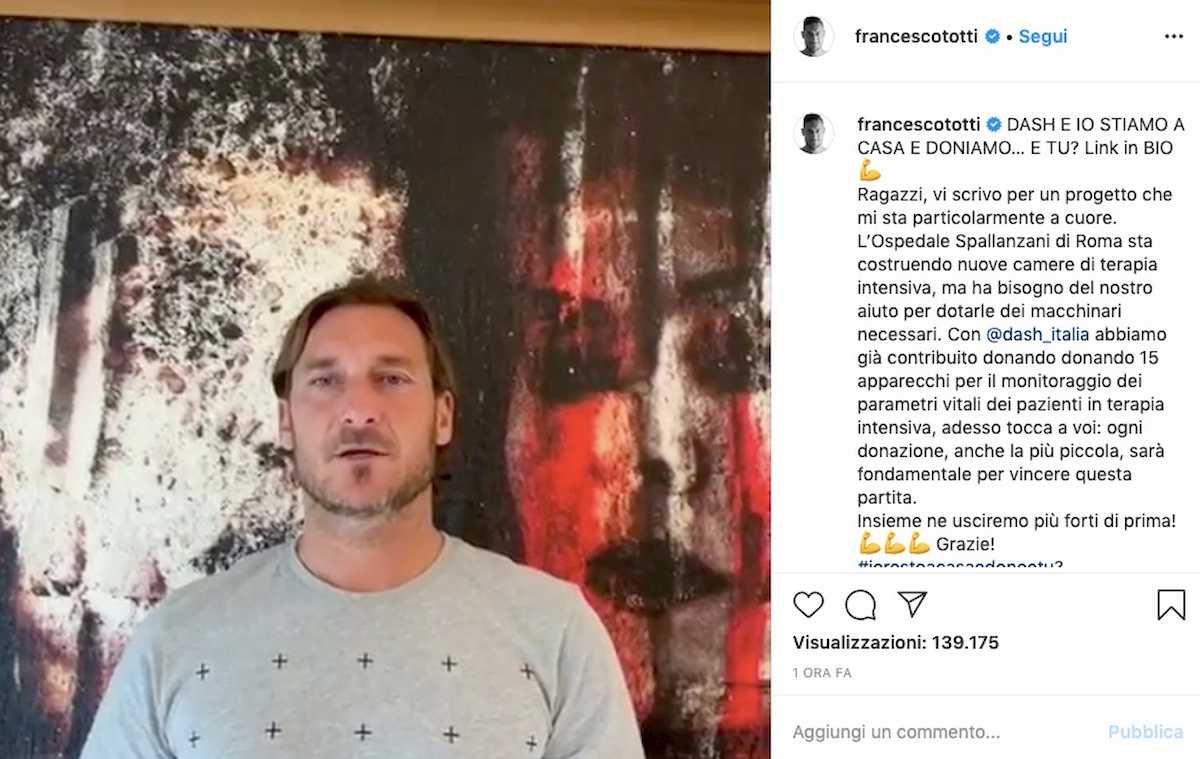 francescototti • Segui
francescototti DASH E IO STIAMO A
CASA E DONIAMO... E TU? Link in BIO
💪
Ragazzi, vi scrivo per un progetto che
mi sta particolarmente a cuore.
L'Ospedale Spallanzani di Roma sta
costruendo nuove camere di terapia
intensiva, ma ha bisogno del nostro
aiuto per dotarle dei macchinari
necessari. Con @dash_italia abbiamo
già contribuito donando donando 15
apparecchi per il monitoraggio dei
parametri vitali dei pazienti in terapia
intensiva, adesso tocca a voi: ogni
donazione, anche la più piccola, sarà
fondamentale per vincere questa
partita.
Insieme ne usciremo più forti di prima!
💪💪💪 Grazie!
#iorestoacasaedonoetu?
Visualizzazioni: 139.175
1 ORA FA
Aggiungi un commento...
Pubblica